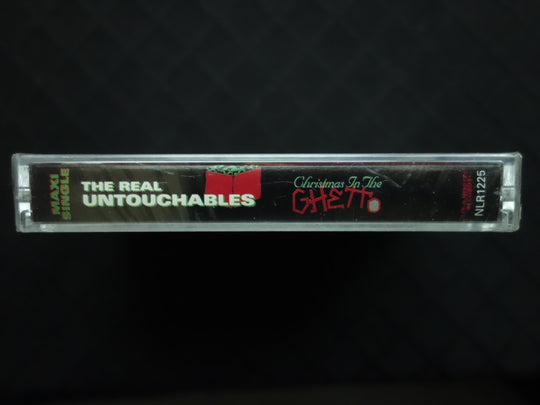 MAXI
SINGLE
THE REAL
UNTOUCHABLES
Christmas In The
GHETTO
NLR1225